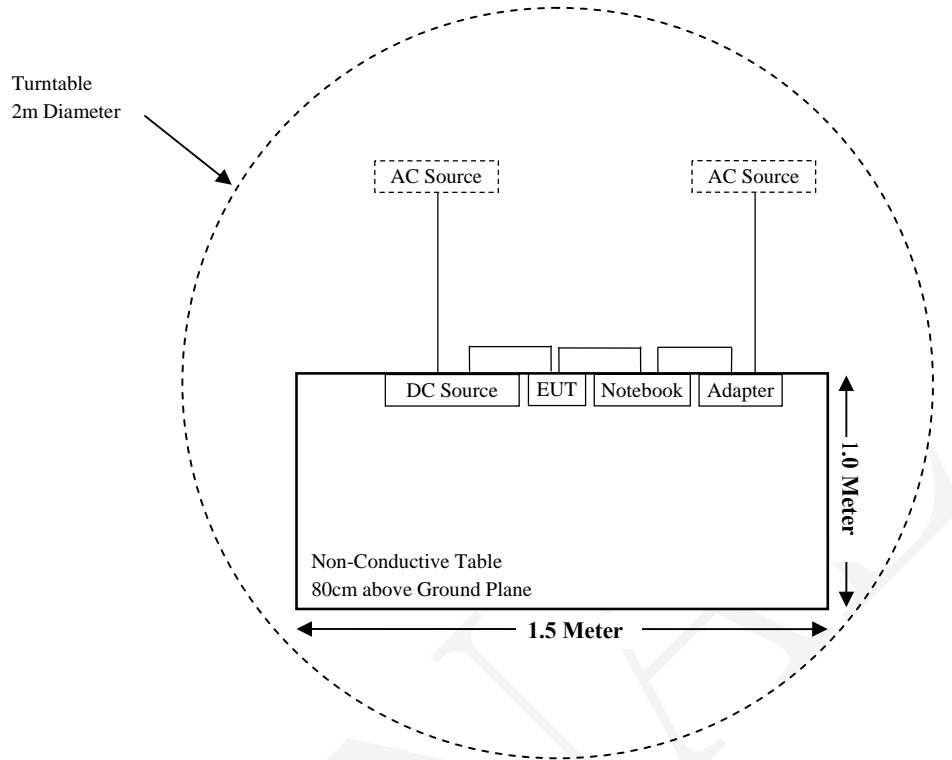 Turntable
2m Diameter
AC Source
AC Source
DC Source
EUT
Notebook
Adapter
1.0 Meter
Non-Conductive Table
80cm above Ground Plane
1.5 Meter